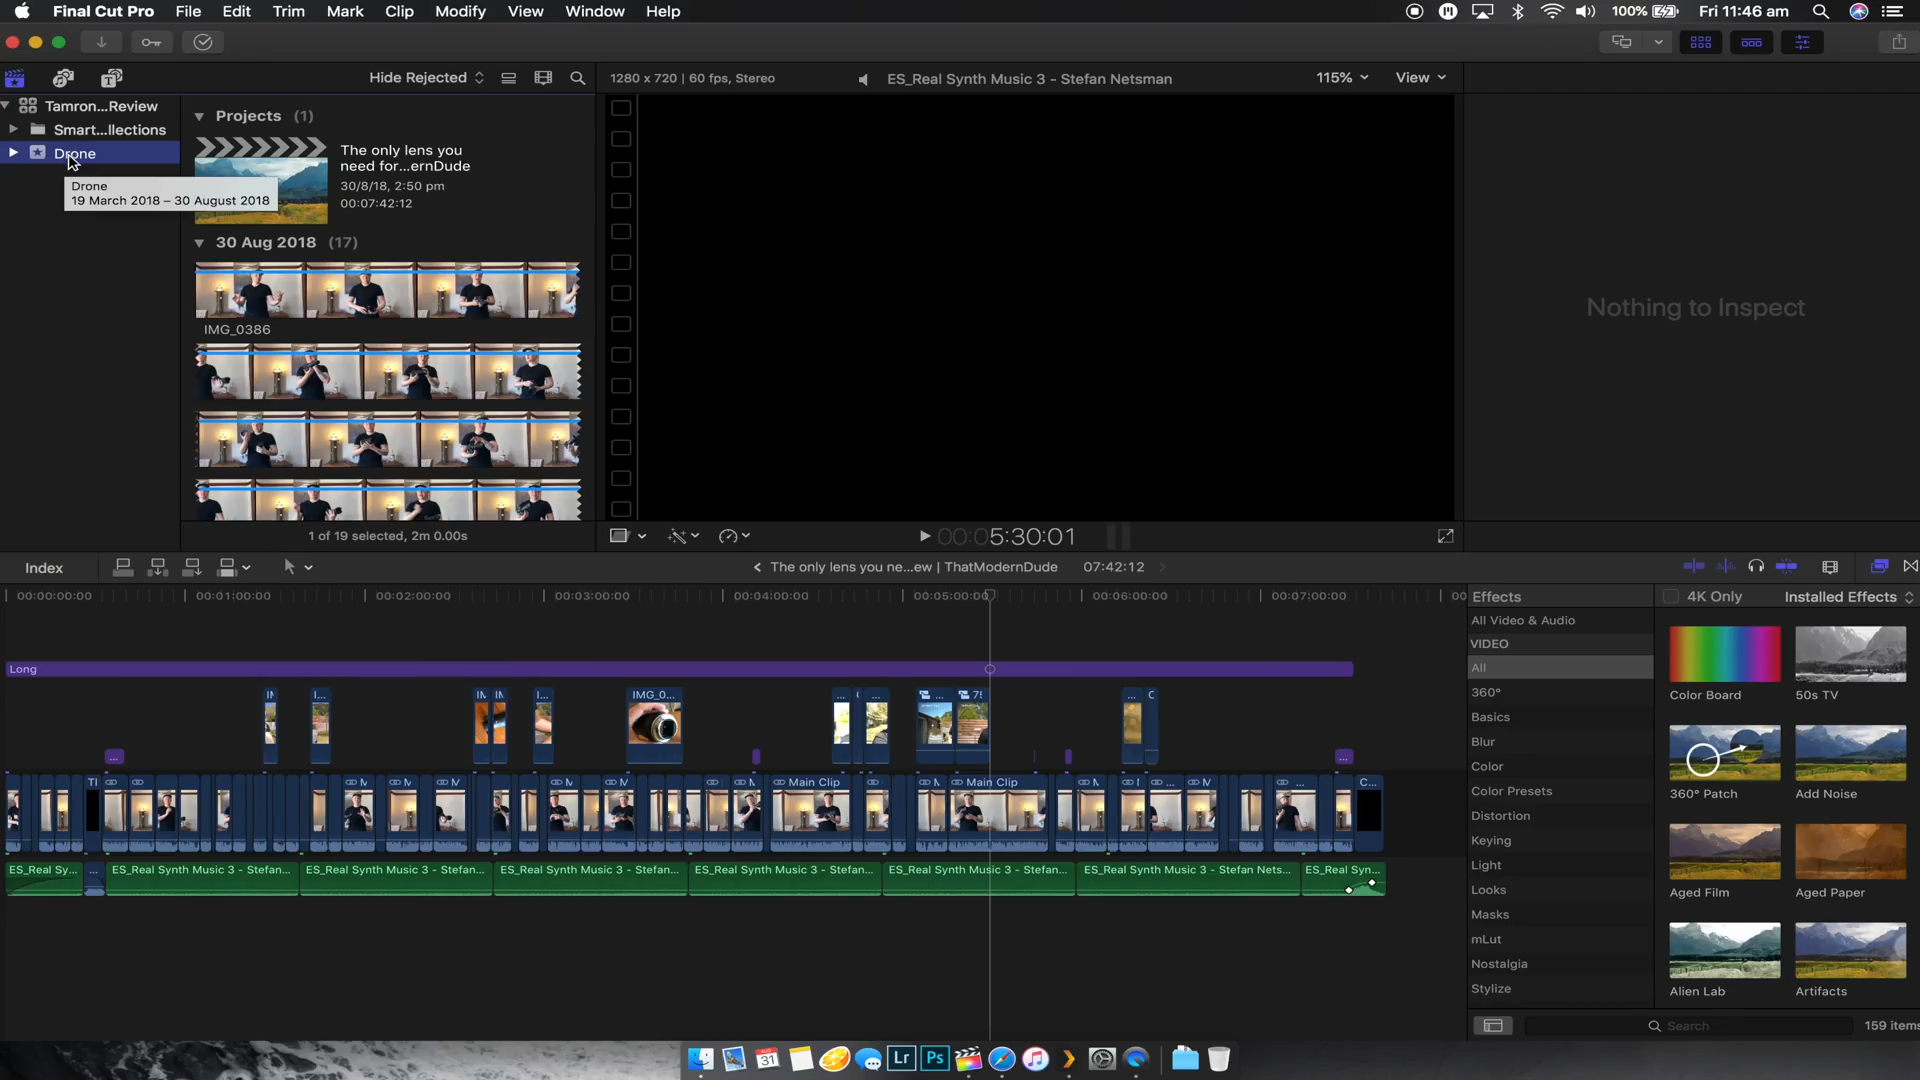 Final Cut Pro File Edit Trim Mark Clip Modify View Window Help 100% Fri 11:46 am
Hide Rejected 1280 x 720 | 60 fps, Stereo ES_Real Synth Music 3 - Stefan Netsman 115% View
Tamron...Review
Smart...llections
Drone
Drone
19 March 2018 – 30 August 2018
Projects (1)
The only lens you
need for...ernDude
30/8/18, 2:50 pm
00:07:42:12
30 Aug 2018 (17)
IMG_0386
1 of 19 selected, 2m 0.00s
00:00:05:30:01
Nothing to Inspect
Index The only lens you ne...ew | ThatModernDude 07:42:12
00:00:00:00 00:01:00:00 00:02:00:00 00:03:00:00 00:04:00:00 00:05:00:00 00:06:00:00 00:07:00:00 00
Long
IMG_0...
Main Clip Main Clip
ES_Real Sy... ... ES_Real Synth Music 3 - Stefan... ES_Real Synth Music 3 - Stefan... ES_Real Synth Music 3 - Stefan... ES_Real Synth Music 3 - Stefan... ES_Real Synth Music 3 - Stefan... ES_Real Synth Music 3 - Stefan Nets... ES_Real Syn...
Effects 4K Only Installed Effects
All Video & Audio
VIDEO
All
360°
Basics
Blur
Color
Color Presets
Distortion
Keying
Light
Looks
Masks
mLut
Nostalgia
Stylize
Color Board 50s TV
360° Patch Add Noise
Aged Film Aged Paper
Alien Lab Artifacts
Search 159 items
Lr Ps
AUG
31